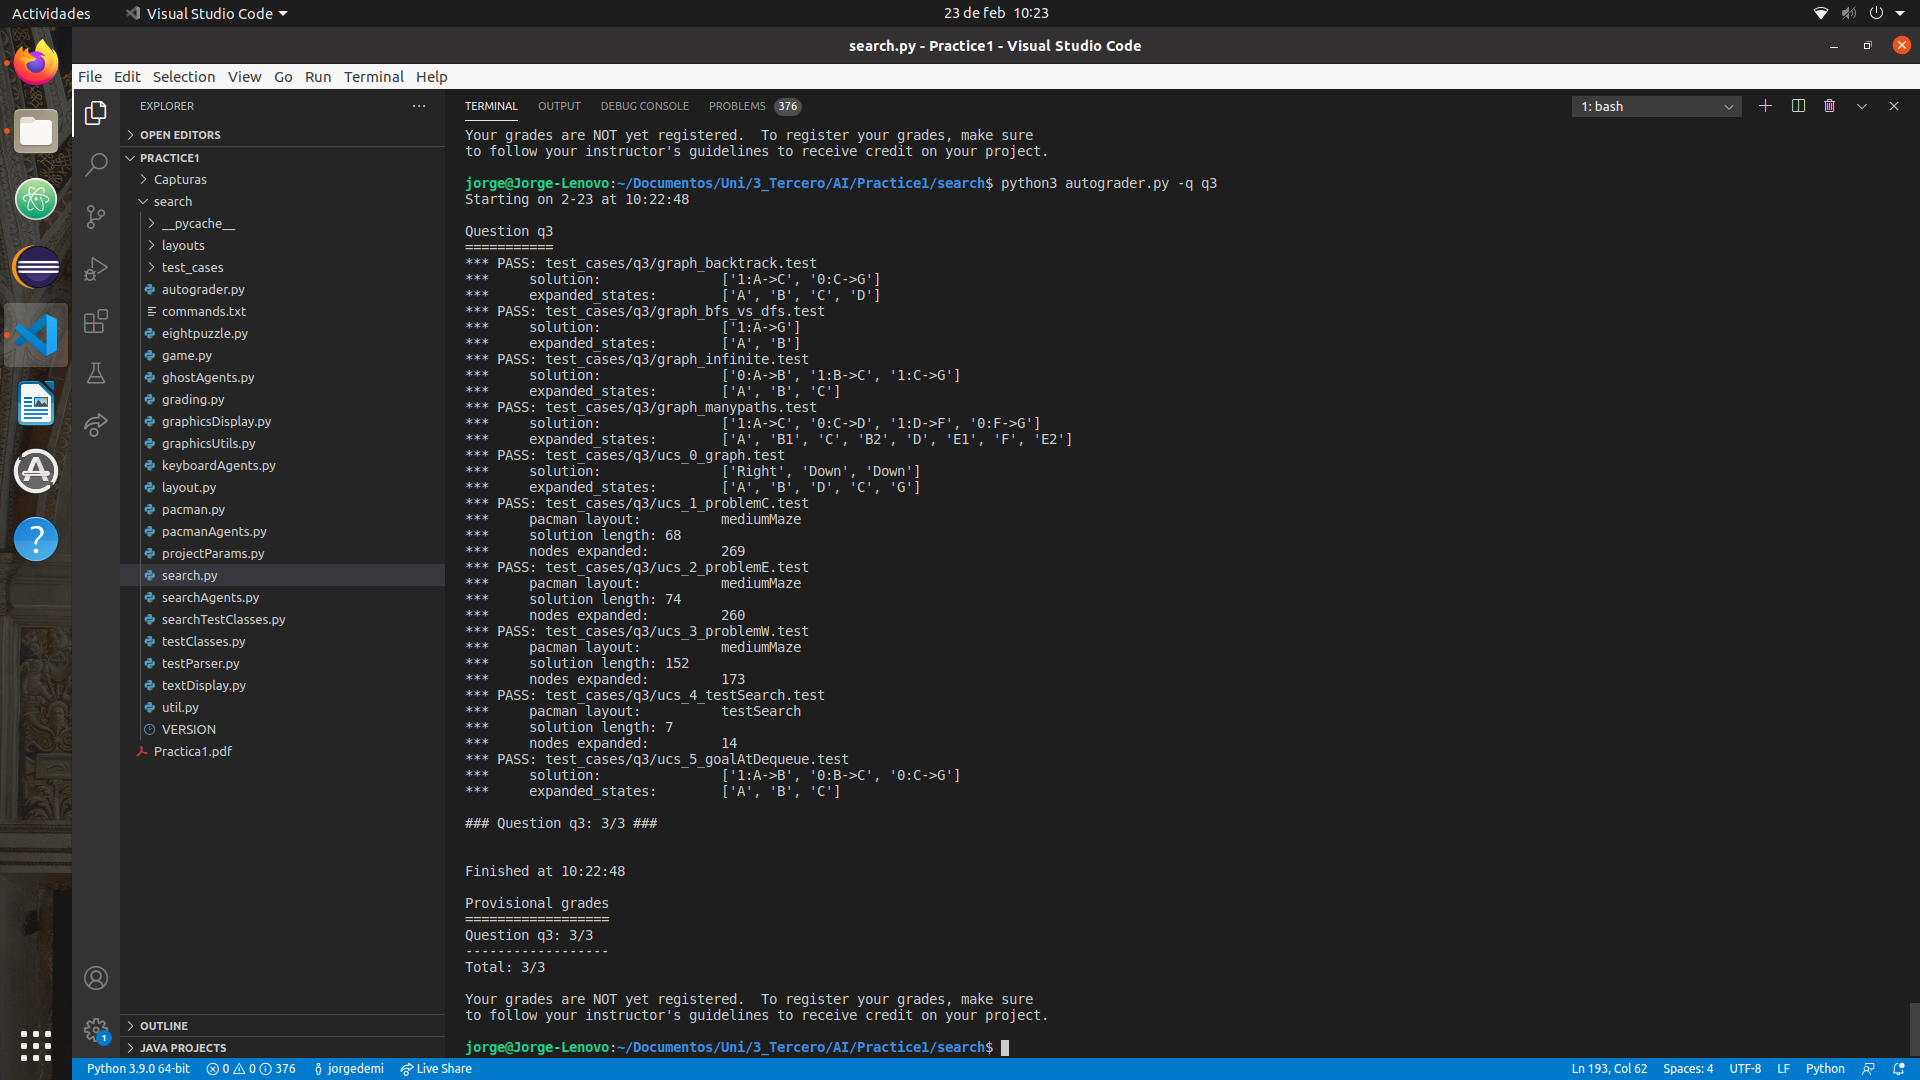 Actividades
Visual Studio Code
23 de feb 10:23
search.py - Practice1 - Visual Studio Code
File Edit Selection View Go Run Terminal Help
EXPLORER
OPEN EDITORS
PRACTICE1
Capturas
search
__pycache__
layouts
test_cases
autograder.py
commands.txt
eightpuzzle.py
game.py
ghostAgents.py
grading.py
graphicsDisplay.py
graphicsUtils.py
keyboardAgents.py
layout.py
pacman.py
pacmanAgents.py
projectParams.py
search.py
searchAgents.py
searchTestClasses.py
testClasses.py
testParser.py
textDisplay.py
util.py
VERSION
Practica1.pdf
OUTLINE
JAVA PROJECTS
1
TERMINAL OUTPUT DEBUG CONSOLE PROBLEMS 376
1: bash
Your grades are NOT yet registered.  To register your grades, make sure
to follow your instructor's guidelines to receive credit on your project.
jorge@Jorge-Lenovo:~/Documentos/Uni/3_Tercero/AI/Practice1/search$ python3 autograder.py -q q3
Starting on 2-23 at 10:22:48
Question q3
===========
*** PASS: test_cases/q3/graph_backtrack.test
***     solution:               ['1:A->C', '0:C->G']
***     expanded_states:        ['A', 'B', 'C', 'D']
*** PASS: test_cases/q3/graph_bfs_vs_dfs.test
***     solution:               ['1:A->G']
***     expanded_states:        ['A', 'B']
*** PASS: test_cases/q3/graph_infinite.test
***     solution:               ['0:A->B', '1:B->C', '1:C->G']
***     expanded_states:        ['A', 'B', 'C']
*** PASS: test_cases/q3/graph_manypaths.test
***     solution:               ['1:A->C', '0:C->D', '1:D->F', '0:F->G']
***     expanded_states:        ['A', 'B1', 'C', 'B2', 'D', 'E1', 'F', 'E2']
*** PASS: test_cases/q3/ucs_0_graph.test
***     solution:               ['Right', 'Down', 'Down']
***     expanded_states:        ['A', 'B', 'D', 'C', 'G']
*** PASS: test_cases/q3/ucs_1_problemC.test
***     pacman layout:          mediumMaze
***     solution length: 68
***     nodes expanded:         269
*** PASS: test_cases/q3/ucs_2_problemE.test
***     pacman layout:          mediumMaze
***     solution length: 74
***     nodes expanded:         260
*** PASS: test_cases/q3/ucs_3_problemW.test
***     pacman layout:          mediumMaze
***     solution length: 152
***     nodes expanded:         173
*** PASS: test_cases/q3/ucs_4_testSearch.test
***     pacman layout:          testSearch
***     solution length: 7
***     nodes expanded:         14
*** PASS: test_cases/q3/ucs_5_goalAtDequeue.test
***     solution:               ['1:A->B', '0:B->C', '0:C->G']
***     expanded_states:        ['A', 'B', 'C']
### Question q3: 3/3 ###
Finished at 10:22:48
Provisional grades
==================
Question q3: 3/3
------------------
Total: 3/3
Your grades are NOT yet registered.  To register your grades, make sure
to follow your instructor's guidelines to receive credit on your project.
jorge@Jorge-Lenovo:~/Documentos/Uni/3_Tercero/AI/Practice1/search$
Python 3.9.0 64-bit 0 0 376 jorgedemi Live Share Ln 193, Col 62 Spaces: 4 UTF-8 LF Python